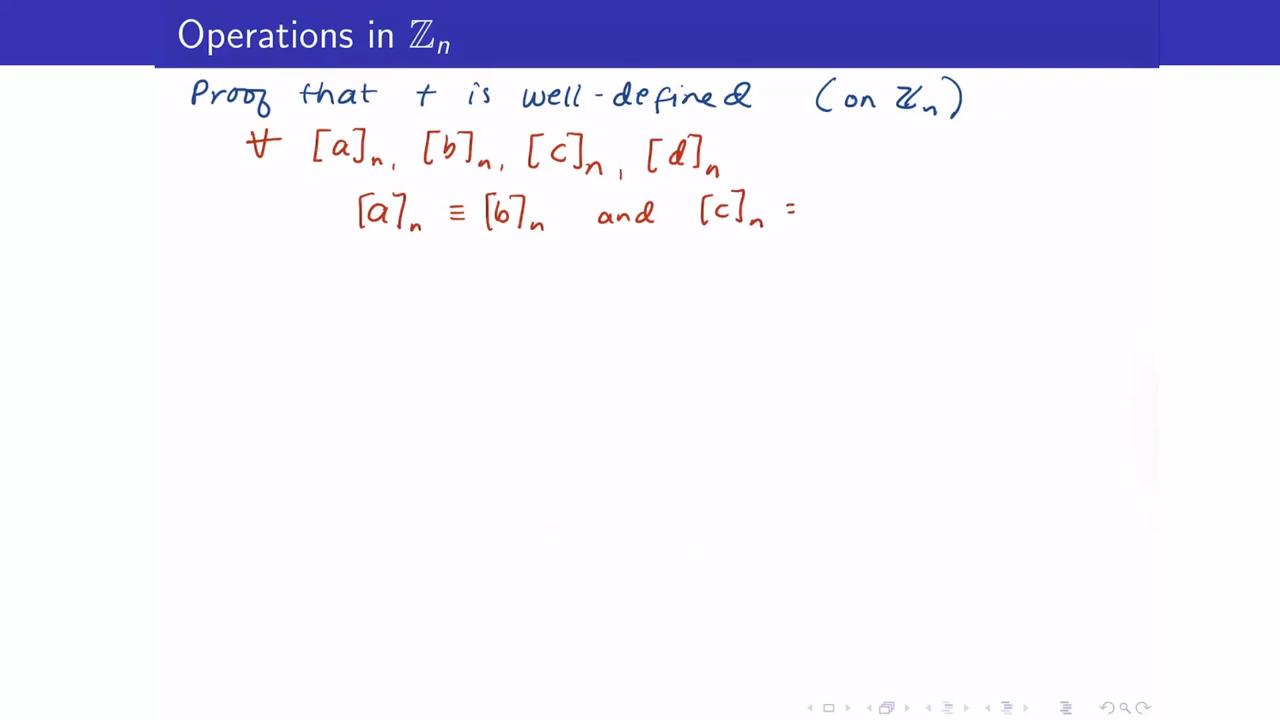 Operations in ℤn
Proof that + is well-defined (on ℤn)
∀ [a]n, [b]n, [c]n, [d]n
[a]n ≡ [b]n and [c]n =